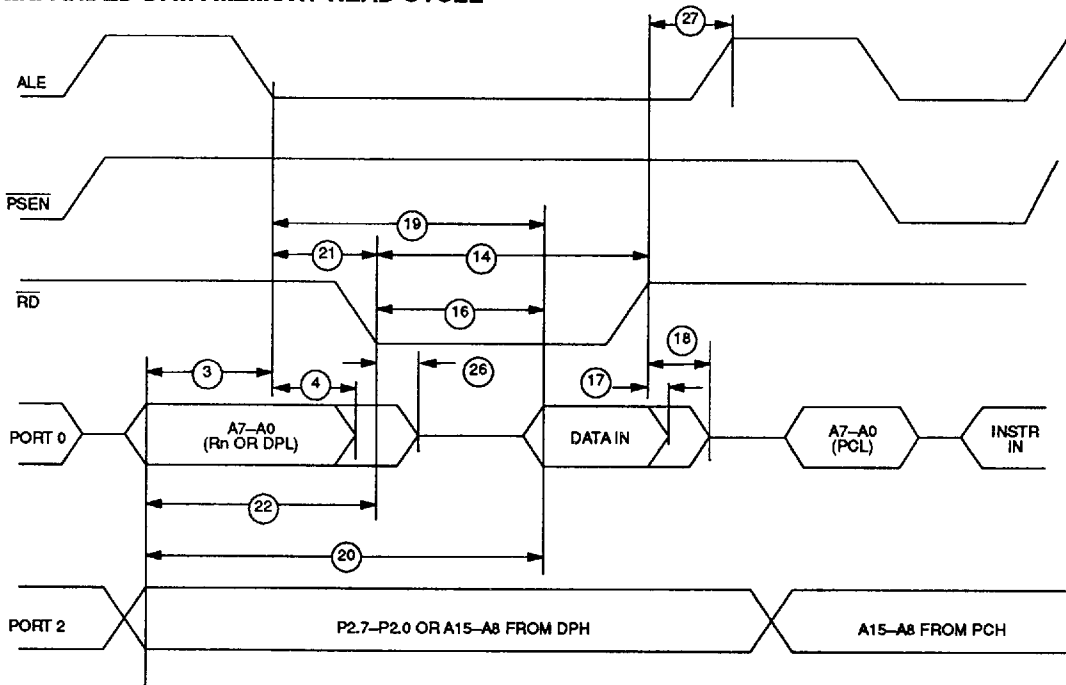 27
ALE
PSEN
19
21
14
RD
16
18
3
4
26
17
PORT 0
A7–A0
(Rn OR DPL)
DATA IN
A7–A0
(PCL)
INSTR
IN
22
20
PORT 2
P2.7–P2.0 OR A15–A8 FROM DPH
A15–A8 FROM PCH